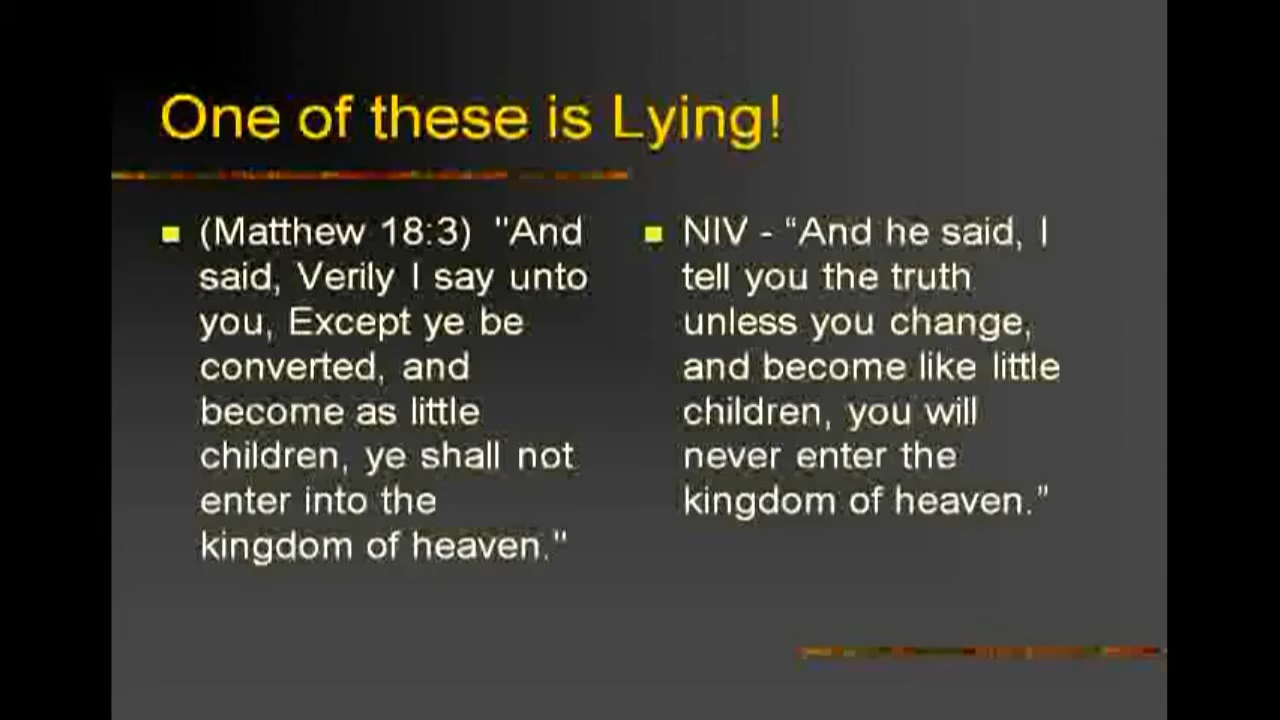 One of these is Lying!
(Matthew 18:3) "And
said, Verily I say unto
you, Except ye be
converted, and
become as little
children, ye shall not
enter into the
kingdom of heaven."
NIV - “And he said, I
tell you the truth
unless you change,
and become like little
children, you will
never enter the
kingdom of heaven.”